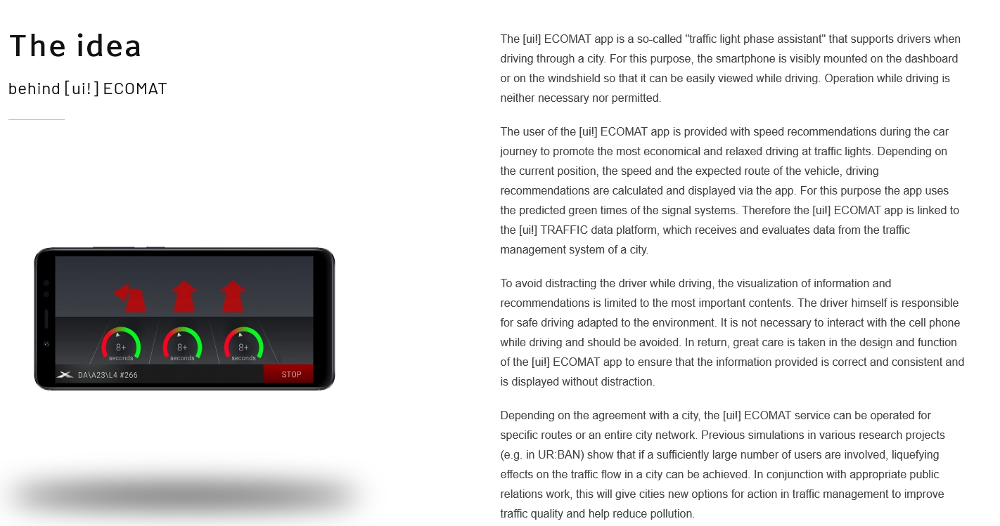 The idea
behind [ui!] ECOMAT
8+
seconds
8+
seconds
8+
seconds
DA\A23\L4 #266
STOP
The [ui!] ECOMAT app is a so-called "traffic light phase assistant" that supports drivers when
driving through a city. For this purpose, the smartphone is visibly mounted on the dashboard
or on the windshield so that it can be easily viewed while driving. Operation while driving is
neither necessary nor permitted.
The user of the [ui!] ECOMAT app is provided with speed recommendations during the car
journey to promote the most economical and relaxed driving at traffic lights. Depending on
the current position, the speed and the expected route of the vehicle, driving
recommendations are calculated and displayed via the app. For this purpose the app uses
the predicted green times of the signal systems. Therefore the [ui!] ECOMAT app is linked to
the [ui!] TRAFFIC data platform, which receives and evaluates data from the traffic
management system of a city.
To avoid distracting the driver while driving, the visualization of information and
recommendations is limited to the most important contents. The driver himself is responsible
for safe driving adapted to the environment. It is not necessary to interact with the cell phone
while driving and should be avoided. In return, great care is taken in the design and function
of the [ui!] ECOMAT app to ensure that the information provided is correct and consistent and
is displayed without distraction.
Depending on the agreement with a city, the [ui!] ECOMAT service can be operated for
specific routes or an entire city network. Previous simulations in various research projects
(e.g. in UR:BAN) show that if a sufficiently large number of users are involved, liquefying
effects on the traffic flow in a city can be achieved. In conjunction with appropriate public
relations work, this will give cities new options for action in traffic management to improve
traffic quality and help reduce pollution.